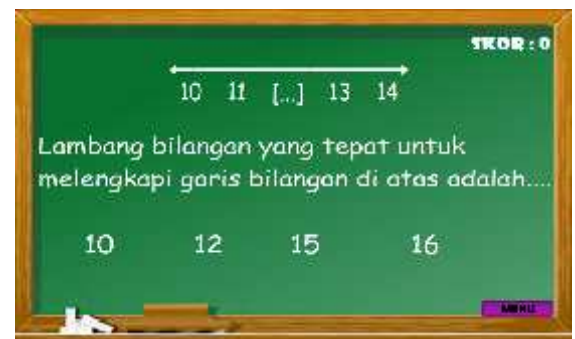 SKOR : 0
10 11 [...] 13 14
Lambang bilangan yang tepat untuk
melengkapi garis bilangan di atas adalah....
10 12 15 16
MENU